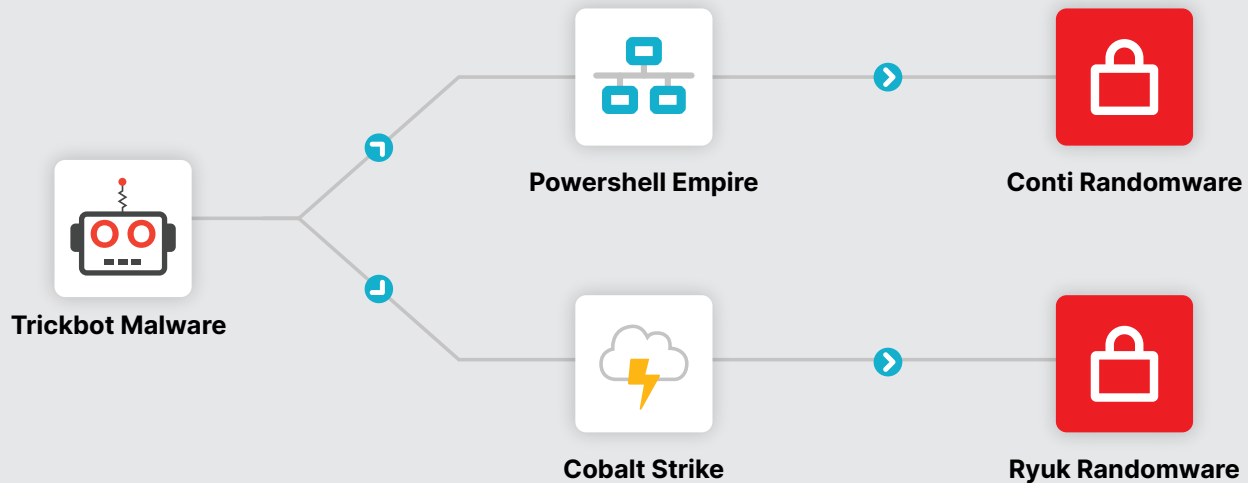 Powershell Empire
Conti Randomware
Trickbot Malware
Cobalt Strike
Ryuk Randomware